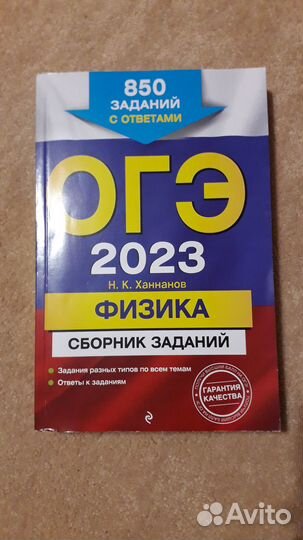 850
ЗАДАНИЙ
С ОТВЕТАМИ
ОГЭ
2023
Н. К. Ханнанов
ФИЗИКА
СБОРНИК ЗАДАНИЙ
Задания разных типов по всем темам
Ответы к заданиям
ГАРАНТИЯ
КАЧЕСТВА
Avito